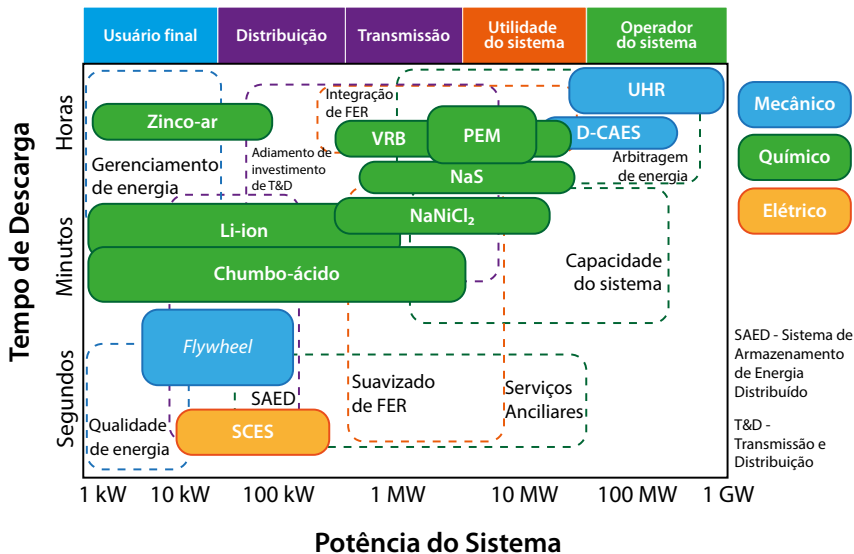 Usuário final
Distribuição
Transmissão
Utilidade
do sistema
Operador
do sistema
Tempo de Descarga
Horas
Minutos
Segundos
UHR
Integração
de FER
Zinco-ar
VRB
PEM
D-CAES
Adiamento de
investimento
de T&D
Arbitragem
de energia
Gerenciamento
de energia
NaS
NaNiCl₂
Li-ion
Chumbo-ácido
Capacidade
do sistema
Flywheel
SAED
Suavizado
de FER
Serviços
Anciliares
Qualidade
de energia
SCES
Mecânico
Químico
Elétrico
SAED - Sistema de
Armazenamento
de Energia
Distribuído
T&D -
Transmissão e
Distribuição
1 kW
10 kW
100 kW
1 MW
10 MW
100 MW
1 GW
Potência do Sistema